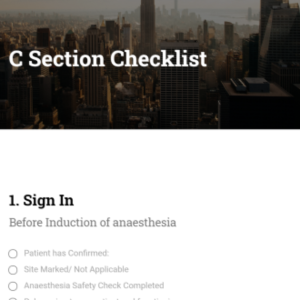 C Section Checklist
1. Sign In
Before Induction of anaesthesia
Patient has Confirmed:
Site Marked/ Not Applicable
Anaesthesia Safety Check Completed